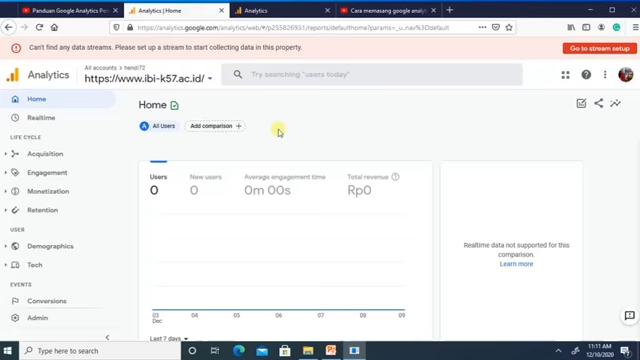 Panduan Google Analytics Pe
Analytics | Home
Analytics
Cara memasang google analyt
https://analytics.google.com/analytics/web/#/p255826931/reports/defaulthome?params=_u..nav%3Ddefault
Can't find any data streams. Please set up a stream to start collecting data in this property.
Go to stream setup
Analytics
All accounts > hendi72
https://www.ibi-k57.ac.id/
Try searching "users today"
Home
Realtime
LIFE CYCLE
Acquisition
Engagement
Monetization
Retention
USER
Demographics
Tech
EVENTS
Conversions
Admin
Home
A All Users
Add comparison +
Users
0
New users
0
Average engagement time
0m 00s
Total revenue
Rp0
03
Dec
04
05
06
07
08
09
09
Last 7 days
Realtime data not supported for this
comparison.
Learn more
Type here to search
11:11 AM
12/10/2020